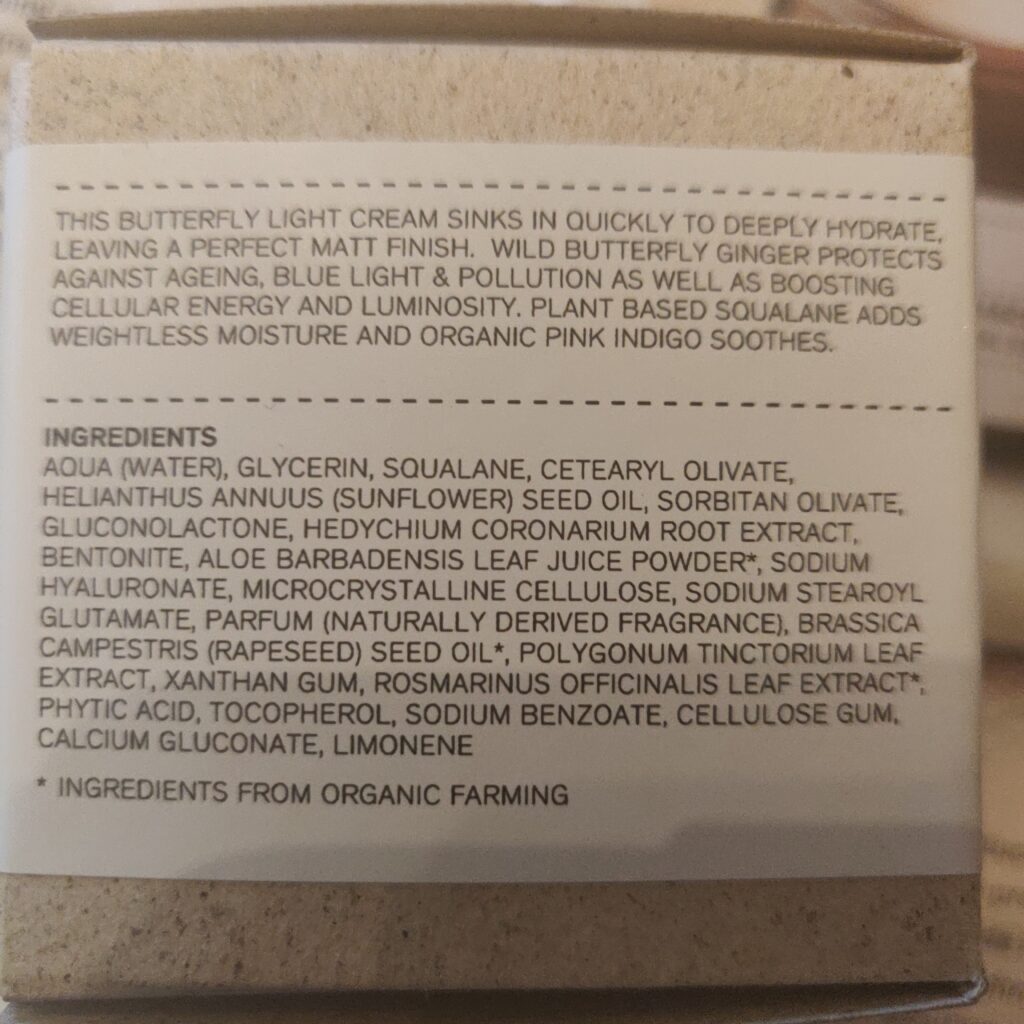 THIS BUTTERFLY LIGHT CREAM SINKS IN QUICKLY TO DEEPLY HYDRATE,
LEAVING A PERFECT MATT FINISH. WILD BUTTERFLY GINGER PROTECTS
AGAINST AGEING, BLUE LIGHT & POLLUTION AS WELL AS BOOSTING
CELLULAR ENERGY AND LUMINOSITY. PLANT BASED SQUALANE ADDS
WEIGHTLESS MOISTURE AND ORGANIC PINK INDIGO SOOTHES.
INGREDIENTS
AQUA (WATER), GLYCERIN, SQUALANE, CETEARYL OLIVATE,
HELIANTHUS ANNUUS (SUNFLOWER) SEED OIL, SORBITAN OLIVATE,
GLUCONOLACTONE, HEDYCHIUM CORONARIUM ROOT EXTRACT,
BENTONITE, ALOE BARBADENSIS LEAF JUICE POWDER*, SODIUM
HYALURONATE, MICROCRYSTALLINE CELLULOSE, SODIUM STEAROYL
GLUTAMATE, PARFUM (NATURALLY DERIVED FRAGRANCE), BRASSICA
CAMPESTRIS (RAPESEED) SEED OIL*, POLYGONUM TINCTORIUM LEAF
EXTRACT, XANTHAN GUM, ROSMARINUS OFFICINALIS LEAF EXTRACT*,
PHYTIC ACID, TOCOPHEROL, SODIUM BENZOATE, CELLULOSE GUM,
CALCIUM GLUCONATE, LIMONENE
* INGREDIENTS FROM ORGANIC FARMING